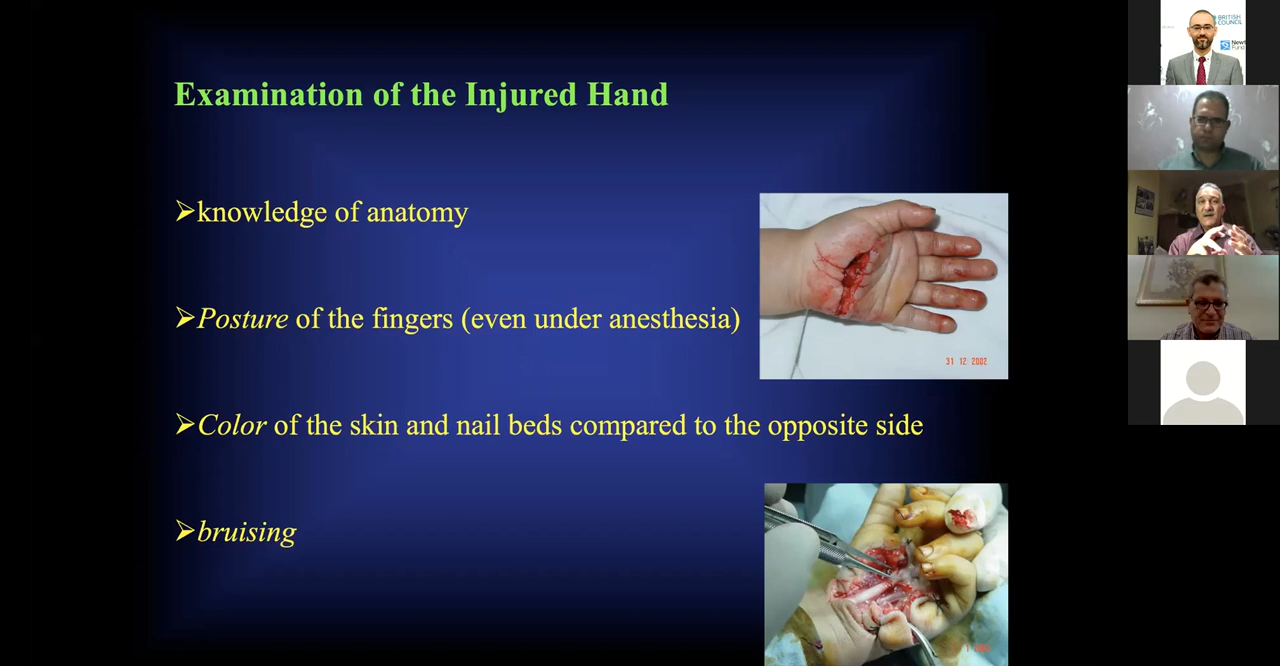 Examination of the Injured Hand
➢knowledge of anatomy
➢Posture of the fingers (even under anesthesia)
➢Color of the skin and nail beds compared to the opposite side
➢bruising
31 12 2002
BRITISH
COUNCIL
Fund